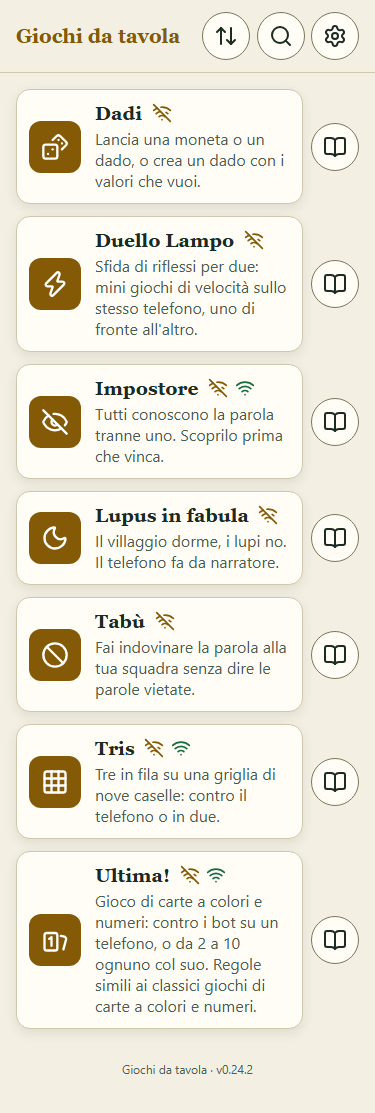 Giochi da tavola
Dadi
Lancia una moneta o un
dado, o crea un dado con i
valori che vuoi.
Duello Lampo
Sfida di riflessi per due:
mini giochi di velocità sullo
stesso telefono, uno di
fronte all'altro.
Impostore
Tutti conoscono la parola
tranne uno. Scoprilo prima
che vinca.
Lupus in fabula
Il villaggio dorme, i lupi no.
Il telefono fa da narratore.
Tabù
Fai indovinare la parola alla
tua squadra senza dire le
parole vietate.
Tris
Tre in fila su una griglia di
nove caselle: contro il
telefono o in due.
Ultima!
1
Gioco di carte a colori e
numeri: contro i bot su un
telefono, o da 2 a 10
ognuno col suo. Regole
simili ai classici giochi di
carte a colori e numeri.
Giochi da tavola · v0.24.2